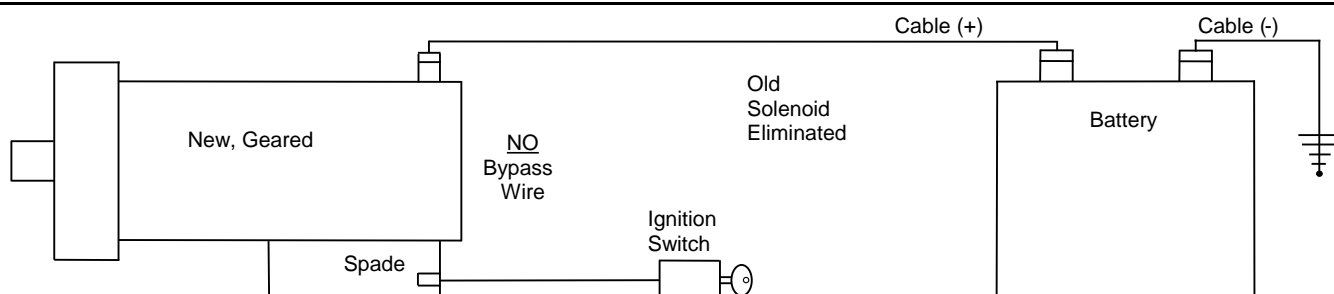 Cable (+)
Cable (-)
Old
Solenoid
Eliminated
Battery
New, Geared
NO
Bypass
Wire
Ignition
Switch
Spade